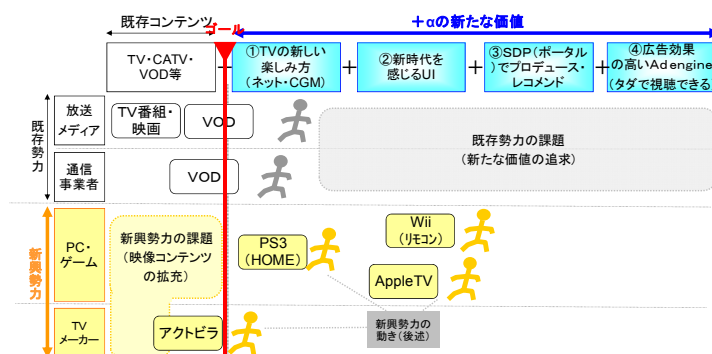 既存コンテンツ
ゴール
+αの新たな価値
TV・CATV・
VOD等
+
①TVの新しい
楽しみ方
(ネット・CGM)
+
②新時代を
感じるUI
+
③SDP(ポータル
)でプロデュース・
レコメンド
+
④広告効果
の高いAdengine
(タダで視聴できる)
既存勢力
放送
メディア
TV番組・
映画
VOD
既存勢力の課題
(新たな価値の追求)
通信
事業者
VOD
新興勢力
PC・
ゲーム
新興勢力の課題
(映像コンテンツ
の拡充)
PS3
(HOME)
Wii
(リモコン)
AppleTV
TV
メーカー
アクトビラ
新興勢力の
動き(後述)